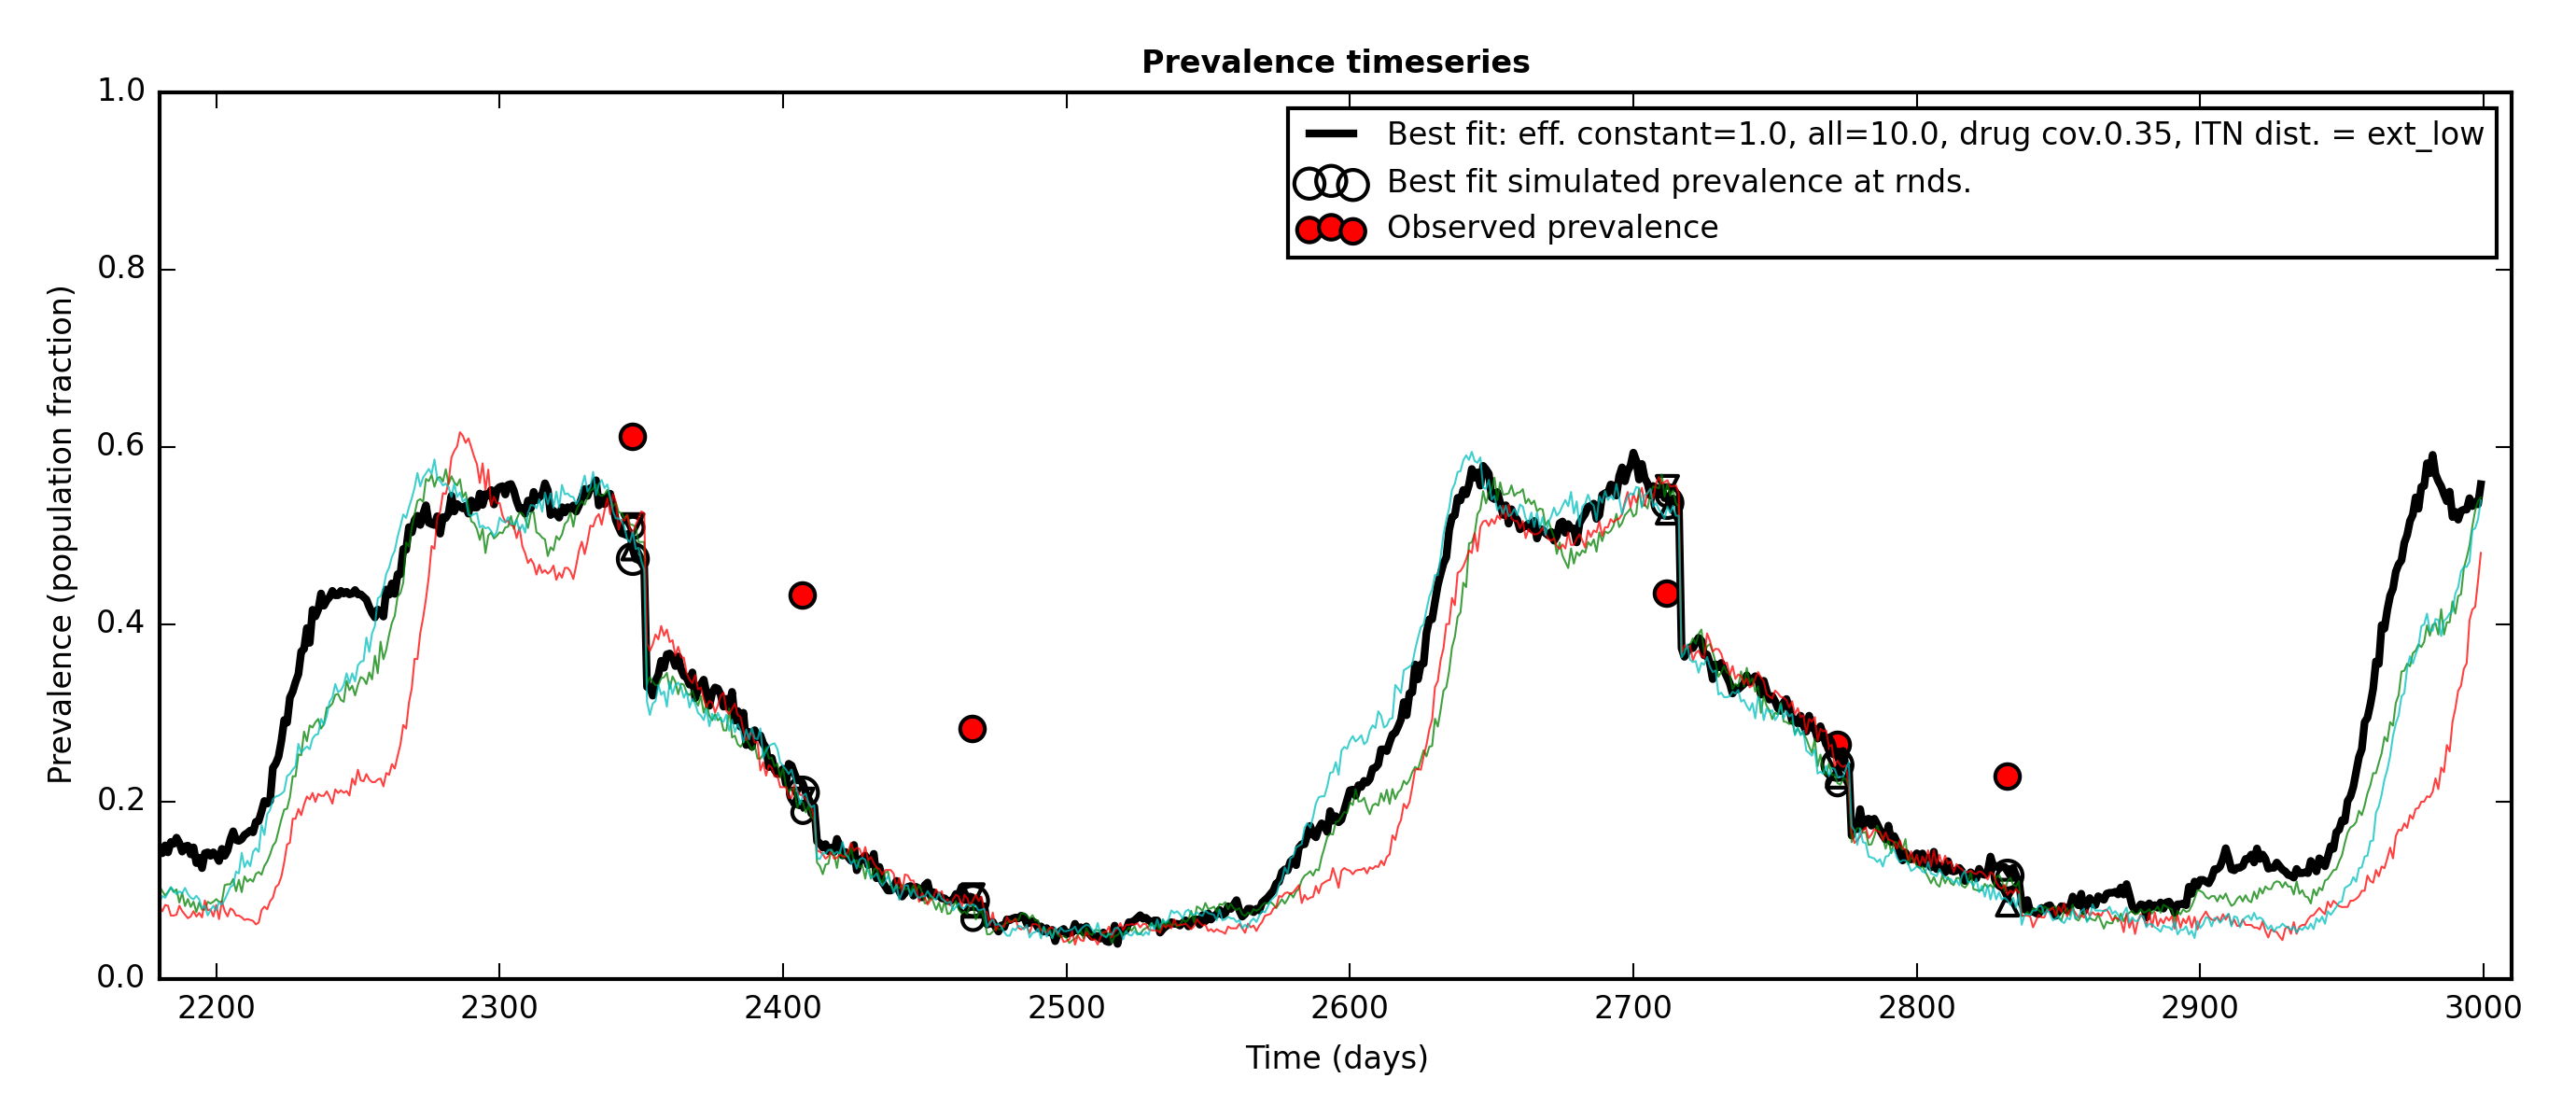 Prevalence timeseries
1.0
0.8
0.6
0.4
0.2
0.0
Prevalence (population fraction)
Best fit: eff. constant=1.0, all=10.0, drug cov.0.35, ITN dist. = ext_low
Best fit simulated prevalence at rnds.
Observed prevalence
2200 2300 2400 2500 2600 2700 2800 2900 3000
Time (days)